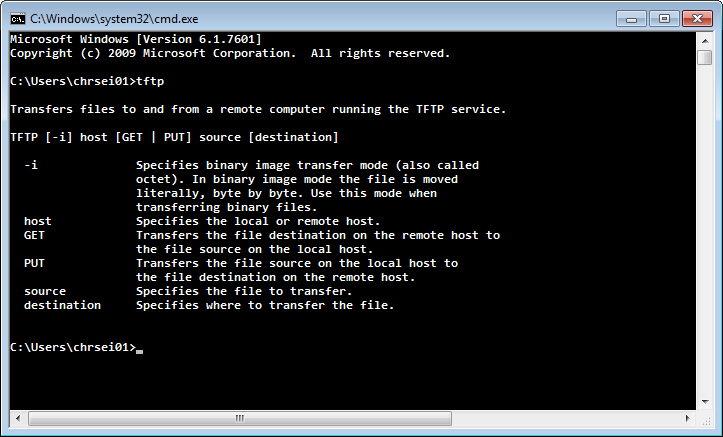 C:\Windows\system32\cmd.exe
Microsoft Windows [Version 6.1.7601]
Copyright (c) 2009 Microsoft Corporation.  All rights reserved.
C:\Users\chrsei01>tftp
Transfers files to and from a remote computer running the TFTP service.
TFTP [-i] host [GET | PUT] source [destination]
  -i              Specifies binary image transfer mode (also called
                  octet). In binary image mode the file is moved
                  literally, byte by byte. Use this mode when
                  transferring binary files.
  host            Specifies the local or remote host.
  GET             Transfers the file destination on the remote host to
                  the file source on the local host.
  PUT             Transfers the file source on the local host to
                  the file destination on the remote host.
  source          Specifies the file to transfer.
  destination     Specifies where to transfer the file.
C:\Users\chrsei01>